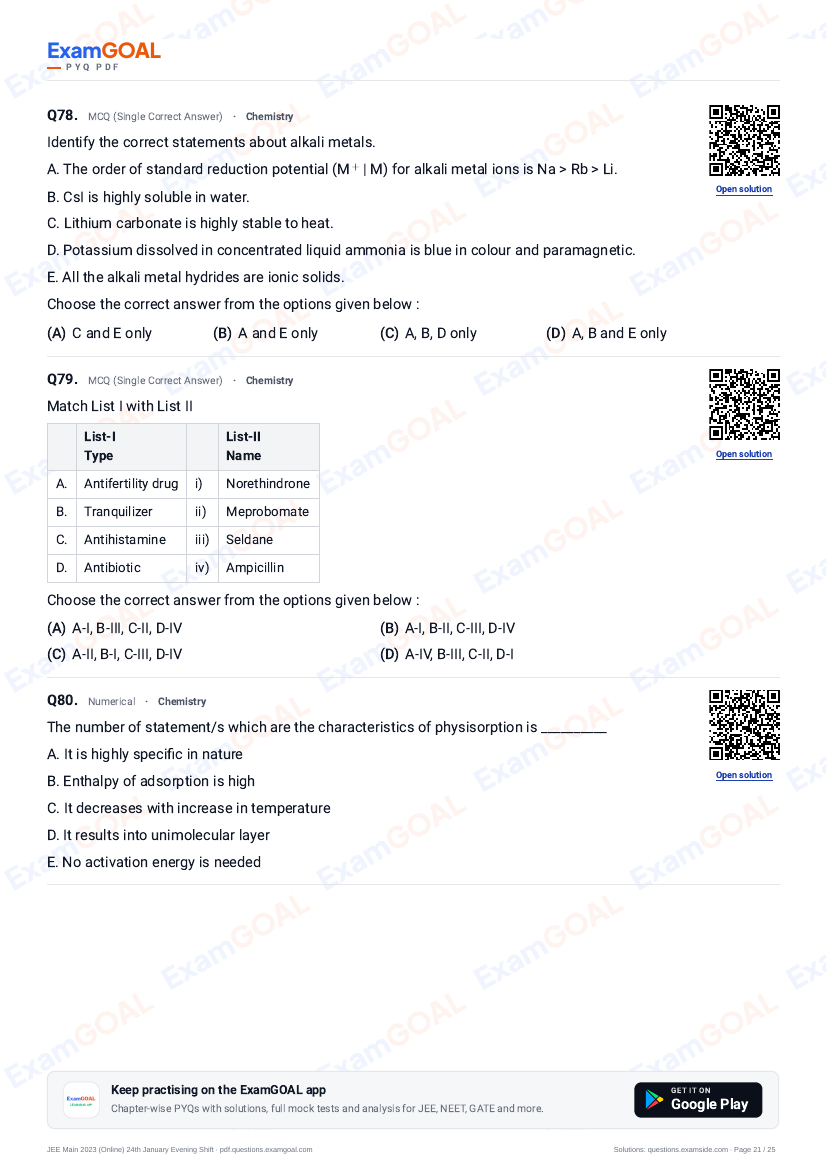 ExamGOAL
PYQ PDF
Q78. MCQ (Single Correct Answer) · Chemistry
Identify the correct statements about alkali metals.
A. The order of standard reduction potential (M⁺ | M) for alkali metal ions is Na > Rb > Li.
B. CsI is highly soluble in water.
C. Lithium carbonate is highly stable to heat.
D. Potassium dissolved in concentrated liquid ammonia is blue in colour and paramagnetic.
E. All the alkali metal hydrides are ionic solids.
Choose the correct answer from the options given below :
(A) C and E only (B) A and E only (C) A, B, D only (D) A, B and E only
Open solution
Q79. MCQ (Single Correct Answer) · Chemistry
Match List I with List II
List-I Type List-II Name
A. Antifertility drug i) Norethindrone
B. Tranquilizer ii) Meprobomate
C. Antihistamine iii) Seldane
D. Antibiotic iv) Ampicillin
Choose the correct answer from the options given below :
(A) A-I, B-III, C-II, D-IV (B) A-I, B-II, C-III, D-IV
(C) A-II, B-I, C-III, D-IV (D) A-IV, B-III, C-II, D-I
Open solution
Q80. Numerical · Chemistry
The number of statement/s which are the characteristics of physisorption is __________
A. It is highly specific in nature
B. Enthalpy of adsorption is high
C. It decreases with increase in temperature
D. It results into unimolecular layer
E. No activation energy is needed
Open solution
ExamGOAL
Keep practising on the ExamGOAL app
Chapter-wise PYQs with solutions, full mock tests and analysis for JEE, NEET, GATE and more.
GET IT ON
Google Play
JEE Main 2023 (Online) 24th January Evening Shift · pdf.questions.examgoal.com Solutions: questions.examside.com · Page 21 / 25